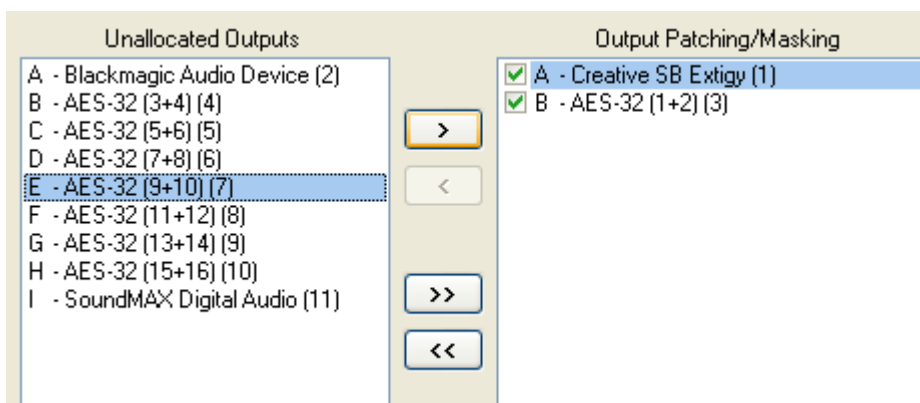 Unallocated Outputs
A - Blackmagic Audio Device (2)
B - AES-32 (3+4) (4)
C - AES-32 (5+6) (5)
D - AES-32 (7+8) (6)
E - AES-32 (9+10) (7)
F - AES-32 (11+12) (8)
G - AES-32 (13+14) (9)
H - AES-32 (15+16) (10)
I - SoundMAX Digital Audio (11)
>
<
>>
<<
Output Patching/Masking
A - Creative SB Extigy (1)
B - AES-32 (1+2) (3)